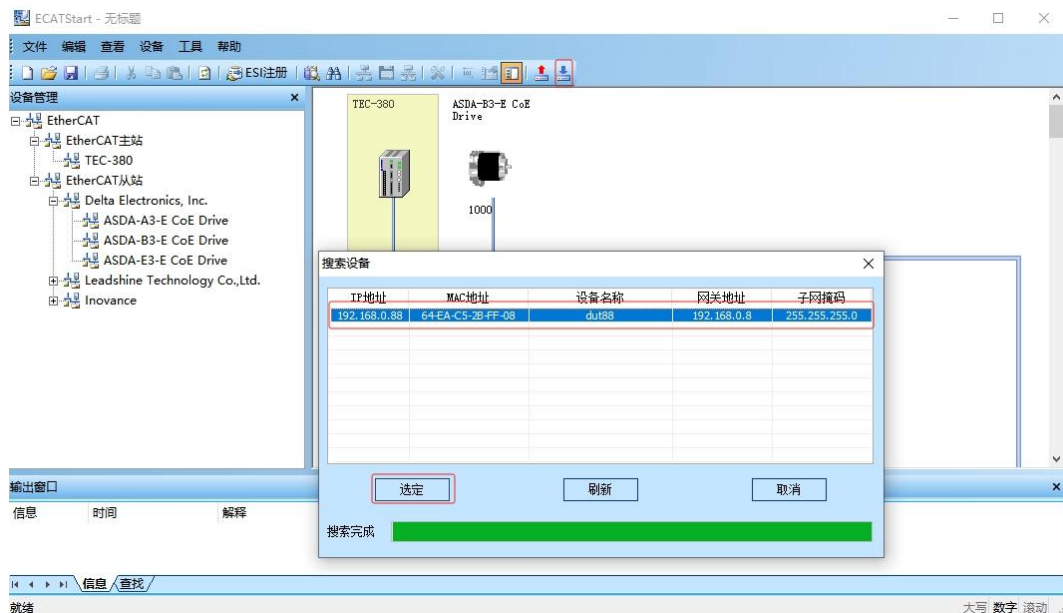 ECATStart - 无标题
文件 编辑 查看 设备 工具 帮助
ESI注册
设备管理
EtherCAT
EtherCAT主站
TEC-380
EtherCAT从站
Delta Electronics, Inc.
ASDA-A3-E CoE Drive
ASDA-B3-E CoE Drive
ASDA-E3-E CoE Drive
Leadshine Technology Co.,Ltd.
Inovance
TEC-380
ASDA-B3-E CoE
Drive
1000
搜索设备
IP地址 MAC地址 设备名称 网关地址 子网掩码
192.168.0.88 64-EA-C5-2B-FF-08 dut88 192.168.0.8 255.255.255.0
选定 刷新 取消
搜索完成
输出窗口
信息 时间 解释
信息 查找
就绪 大写 数字 滚动